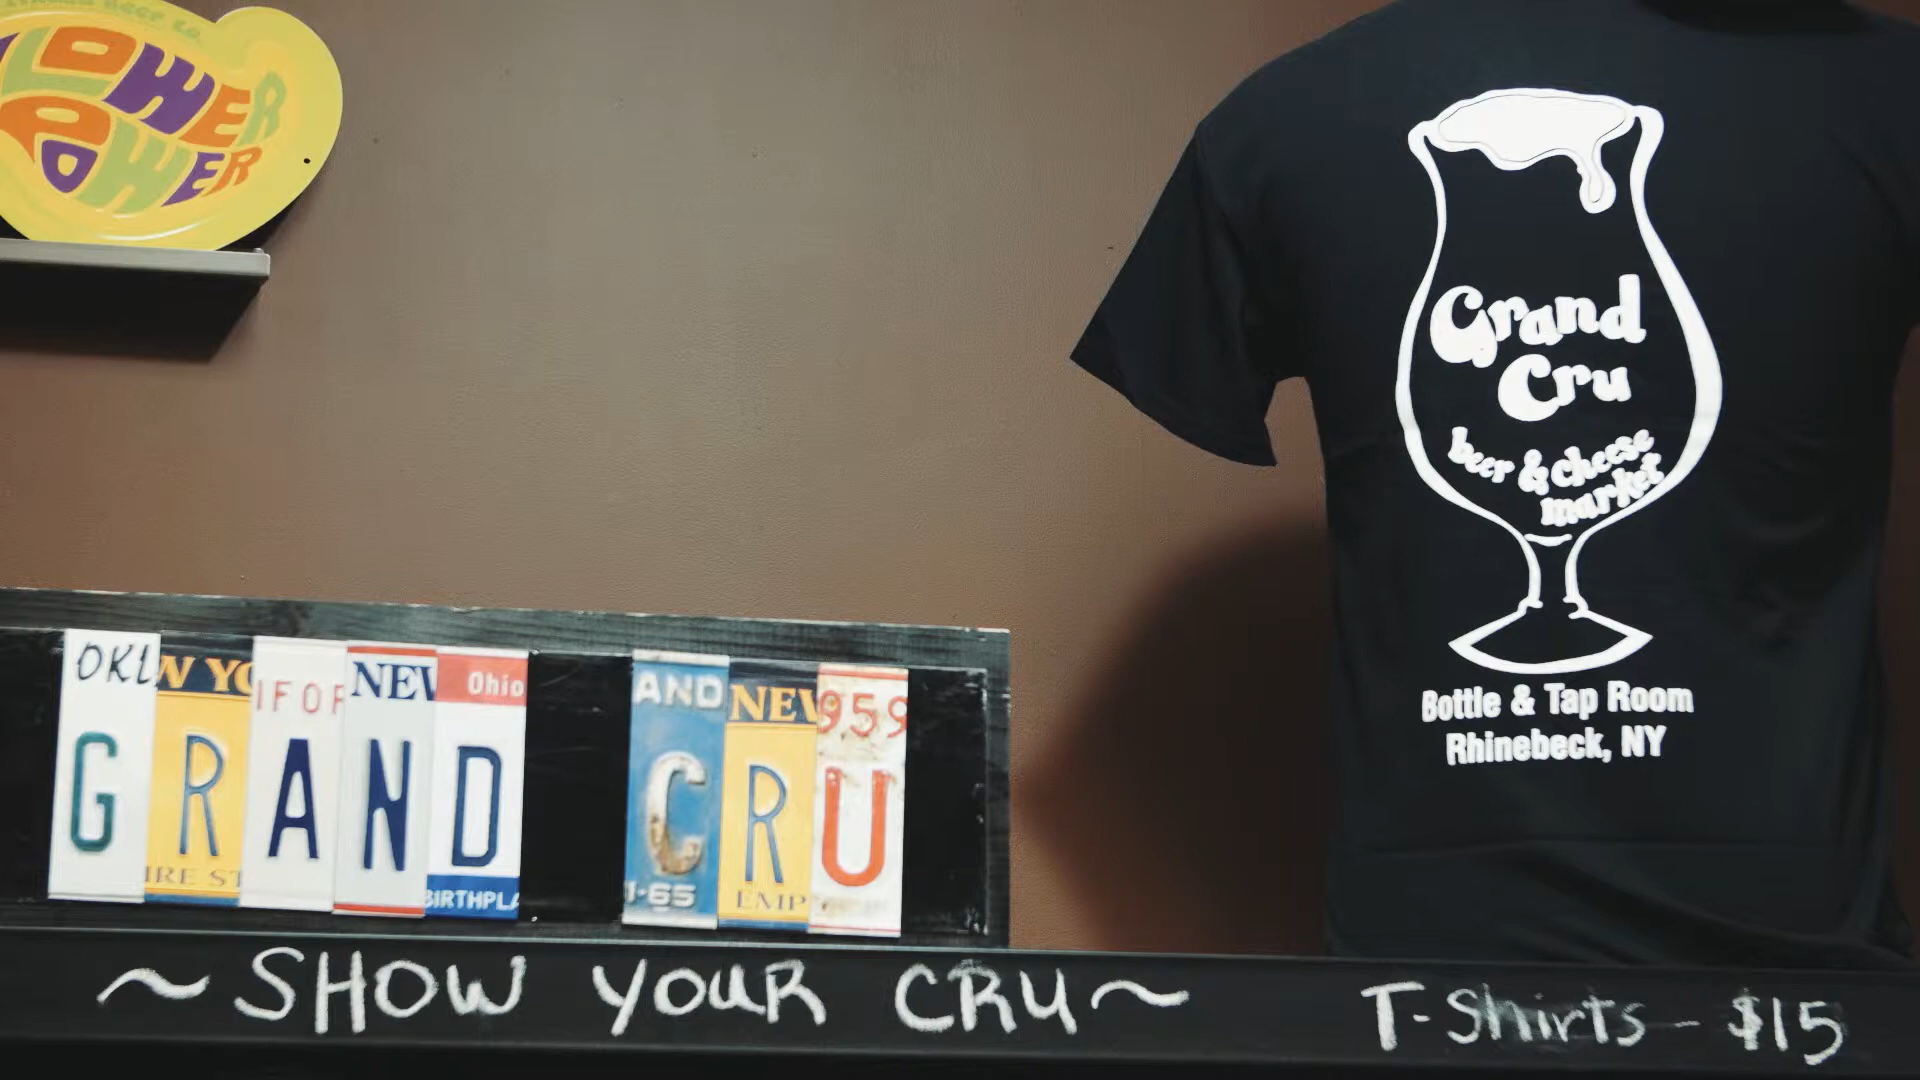 LOWER
POWER
Grand
Cru
beer & cheese
market
Bottle & Tap Room
Rhinebeck, NY
OKL W YO IFOR NEW Ohio AND NEW 959
GRAND CRU
IRE ST BIRTHPLA 1-65 EMP
~SHOW YOUR CRU~ T-Shirts - $15